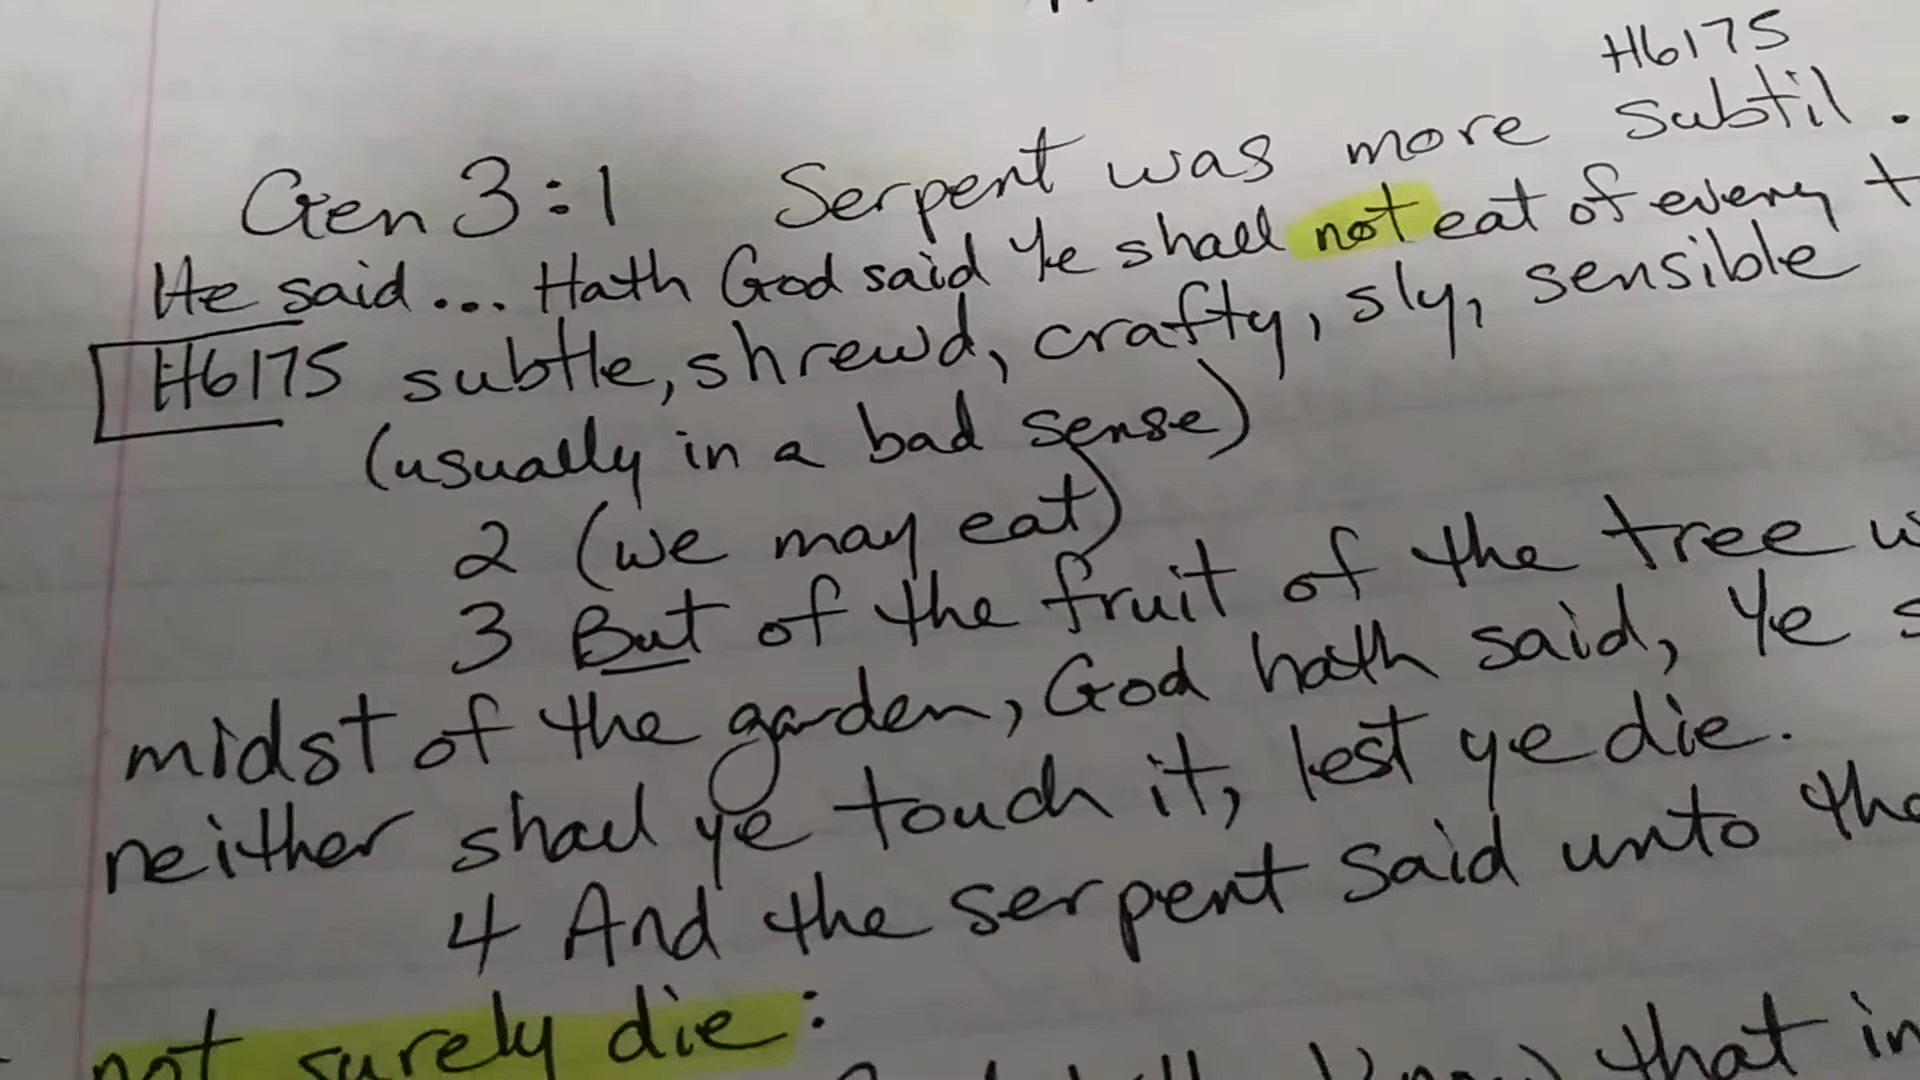 H6175
Gen 3:1 Serpent was more subtil.
He said... Hath God said Ye shall not eat of every t
H6175 subtle, shrewd, crafty, sly, sensible
(usually in a bad sense)
2 (we may eat)
3 But of the fruit of the tree w
midst of the garden, God hath said, Ye s
neither shall ye touch it, lest ye die.
4 And the serpent said unto the
not surely die:
know that in